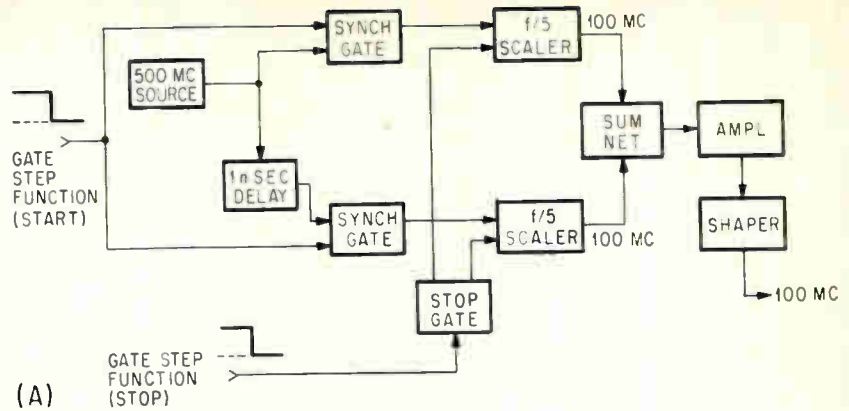 SYNCH
GATE
f/5
SCALER
100 MC
500 MC
SOURCE
SUM
NET
AMPL
GATE
STEP
FUNCTION
(START)
1n SEC
DELAY
SYNCH
GATE
f/5
SCALER
100 MC
SHAPER
STOP
GATE
100 MC
GATE STEP
FUNCTION
(STOP)
(A)